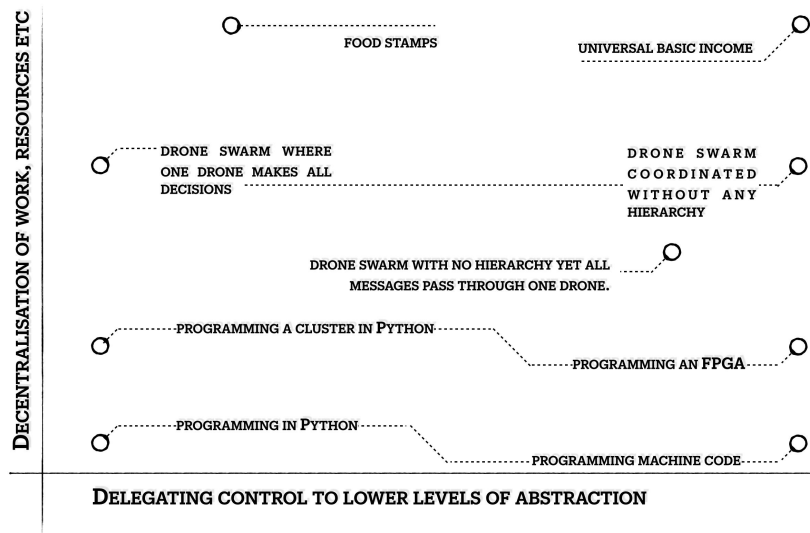 DECENTRALISATION OF WORK, RESOURCES ETC
FOOD STAMPS
UNIVERSAL BASIC INCOME
DRONE SWARM WHERE
ONE DRONE MAKES ALL
DECISIONS
DRONE SWARM
COORDINATED
WITHOUT ANY
HIERARCHY
DRONE SWARM WITH NO HIERARCHY YET ALL
MESSAGES PASS THROUGH ONE DRONE.
PROGRAMMING A CLUSTER IN PYTHON
PROGRAMMING AN FPGA
PROGRAMMING IN PYTHON
PROGRAMMING MACHINE CODE
DELEGATING CONTROL TO LOWER LEVELS OF ABSTRACTION